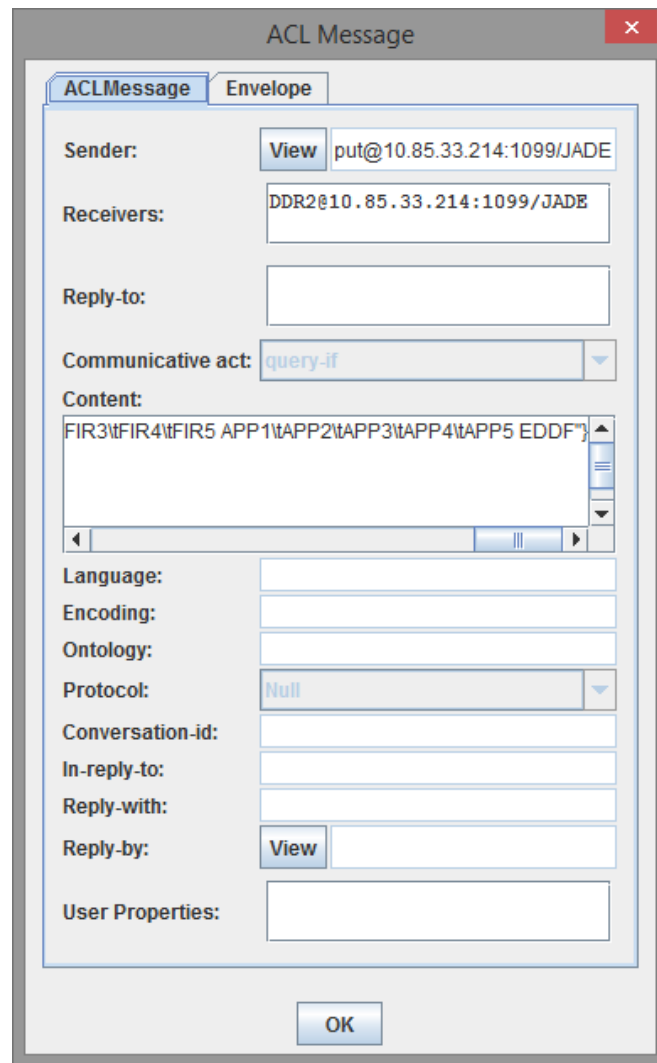 ACL Message
ACLMessage Envelope
Sender: View put@10.85.33.214:1099/JADE
Receivers: DDR2@10.85.33.214:1099/JADE
Reply-to:
Communicative act: query-if
Content:
FIR3\tFIR4\tFIR5 APP1\tAPP2\tAPP3\tAPP4\tAPP5 EDDF"}
Language:
Encoding:
Ontology:
Protocol: Null
Conversation-id:
In-reply-to:
Reply-with:
Reply-by: View
User Properties:
OK